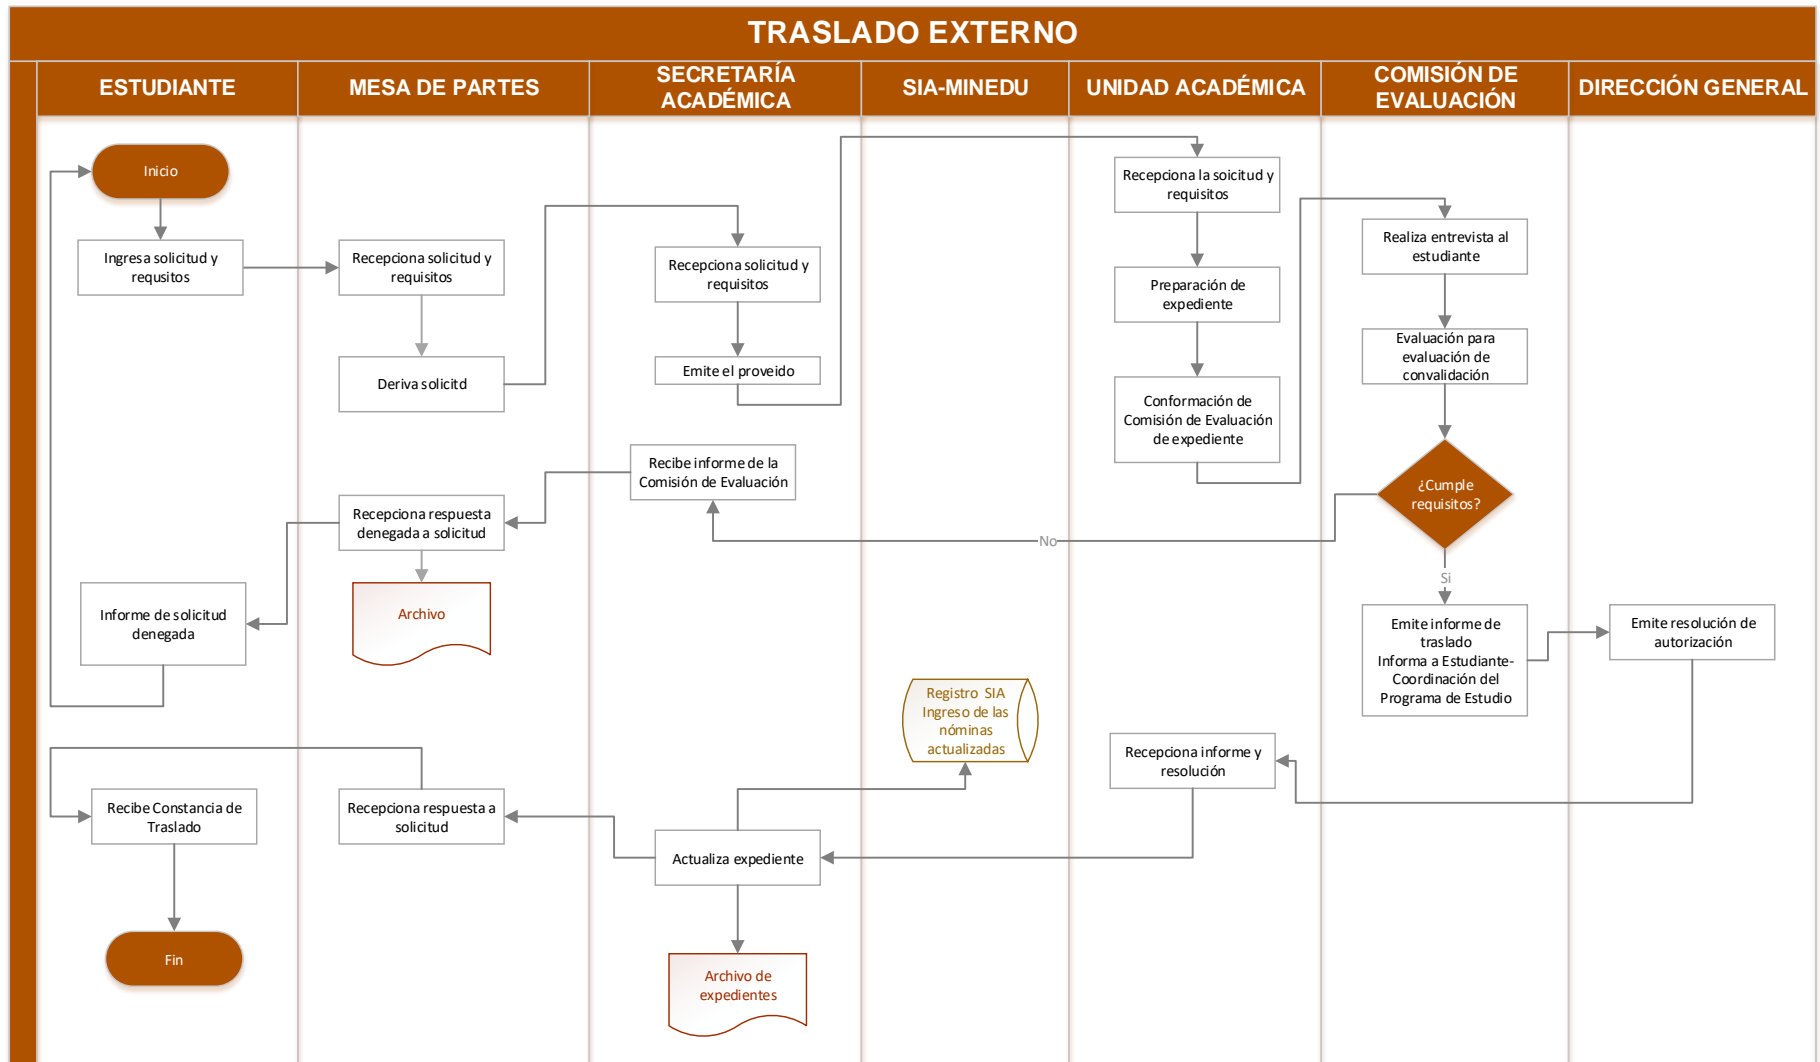 TRASLADO EXTERNO
ESTUDIANTE
MESA DE PARTES
SECRETARÍA
ACADÉMICA
SIA-MINEDU
UNIDAD ACADÉMICA
COMISIÓN DE
EVALUACIÓN
DIRECCIÓN GENERAL
Inicio
Ingresa solicitud y
requsitos
Recepciona solicitud y
requisitos
Deriva solicitd
Recepciona solicitud y
requisitos
Emite el proveido
Recepciona la soicitud y
requisitos
Preparación de
expediente
Conformación de
Comisión de Evaluación
de expediente
Realiza entrevista al
estudiante
Evaluación para
evaluación de
convalidación
¿Cumple
requisitos?
No
Si
Recibe informe de la
Comisión de Evaluación
Recepciona respuesta
denegada a solicitud
Archivo
Informe de solicitud
denegada
Emite informe de
traslado
Informa a Estudiante-
Coordinación del
Programa de Estudio
Emite resolución de
autorización
Recepciona informe y
resolución
Registro SIA
Ingreso de las
nóminas
actualizadas
Actualiza expediente
Recepciona respuesta a
solicitud
Recibe Constancia de
Traslado
Fin
Archivo de
expedientes